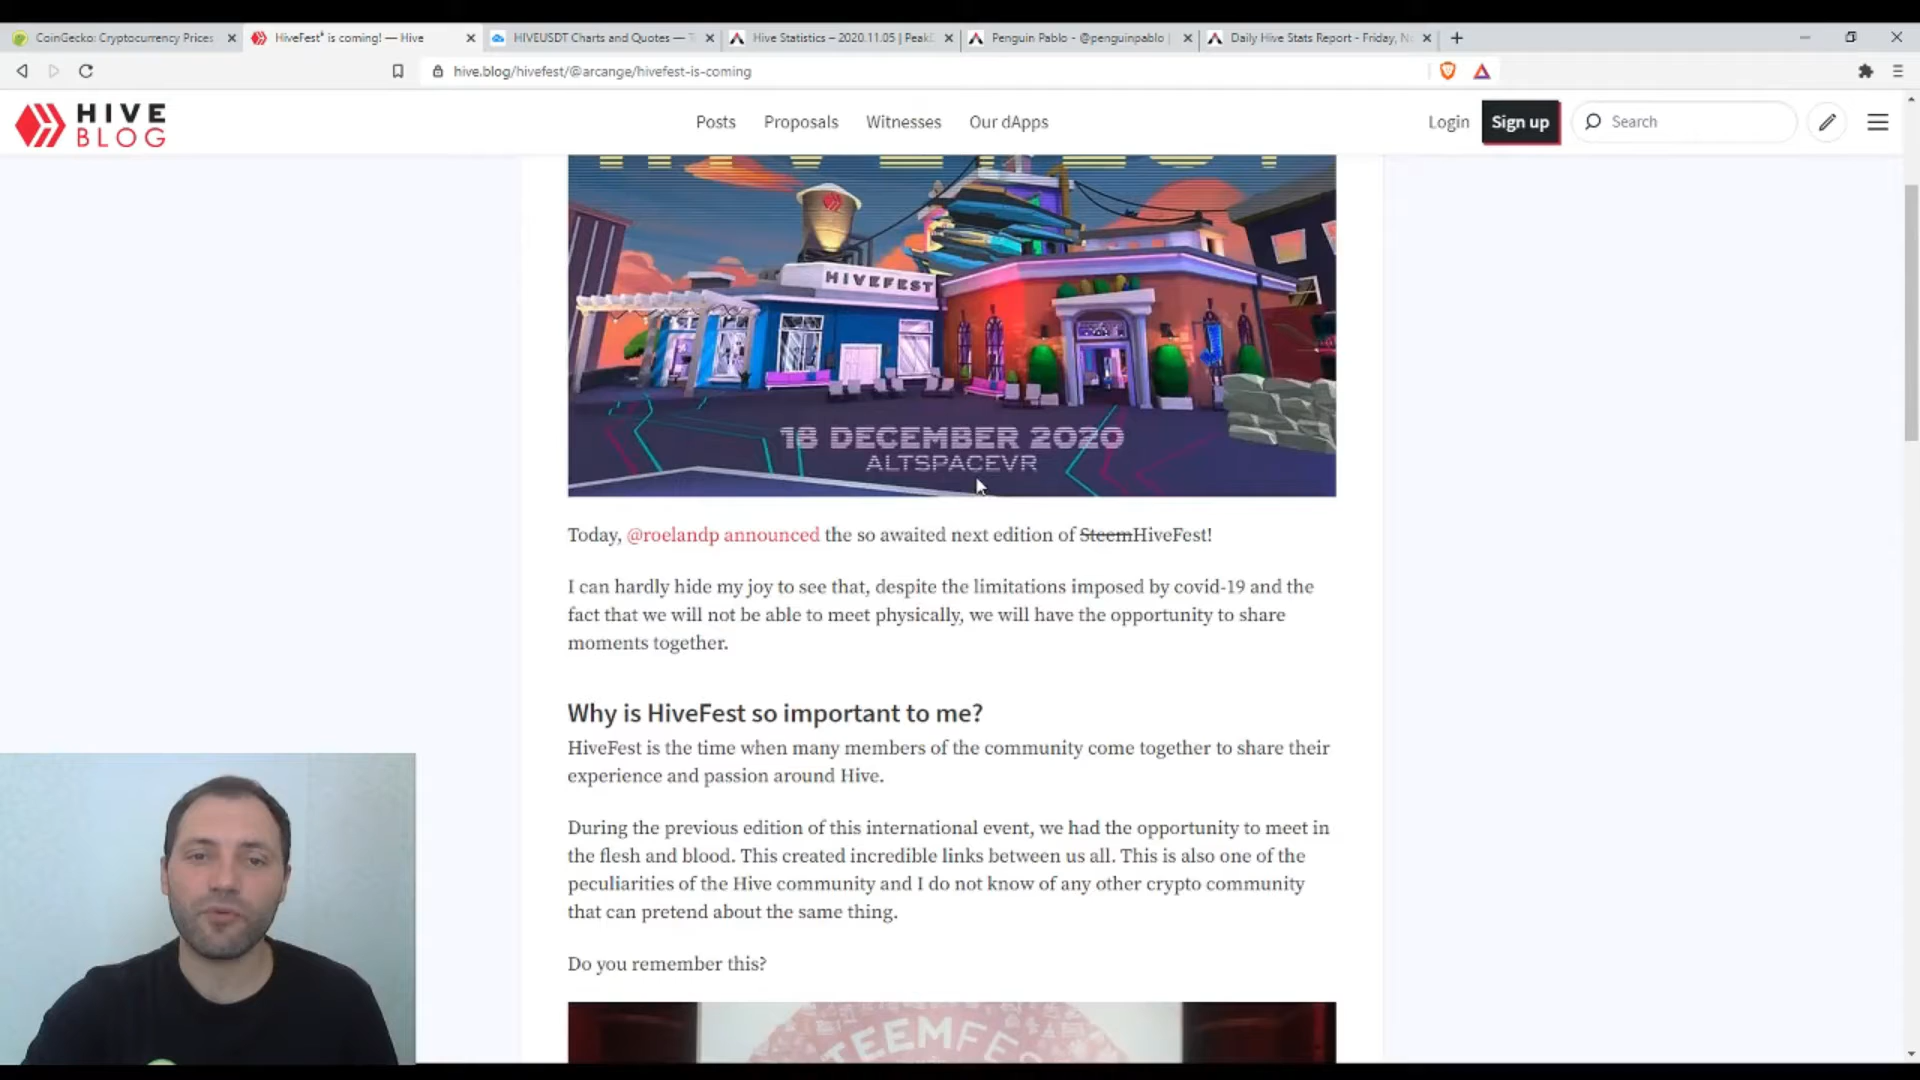 CoinGecko: Cryptocurrency Prices
HiveFest⁵ is coming! — Hive
HIVEUSDT Charts and Quotes — T
Hive Statistics – 2020.11.05 | Peak
Penguin Pablo - @penguinpablo |
Daily Hive Stats Report - Friday, N
hive.blog/hivefest/@arcange/hivefest-is-coming
HIVE
BLOG
Posts
Proposals
Witnesses
Our dApps
Login
Sign up
Search
HIVEFEST
HIVEFEST
16 DECEMBER 2020
ALTSPACEVR
Today, @roelandp announced the so awaited next edition of SteemHiveFest!
I can hardly hide my joy to see that, despite the limitations imposed by covid-19 and the
fact that we will not be able to meet physically, we will have the opportunity to share
moments together.
Why is HiveFest so important to me?
HiveFest is the time when many members of the community come together to share their
experience and passion around Hive.
During the previous edition of this international event, we had the opportunity to meet in
the flesh and blood. This created incredible links between us all. This is also one of the
peculiarities of the Hive community and I do not know of any other crypto community
that can pretend about the same thing.
Do you remember this?
STEEMFES